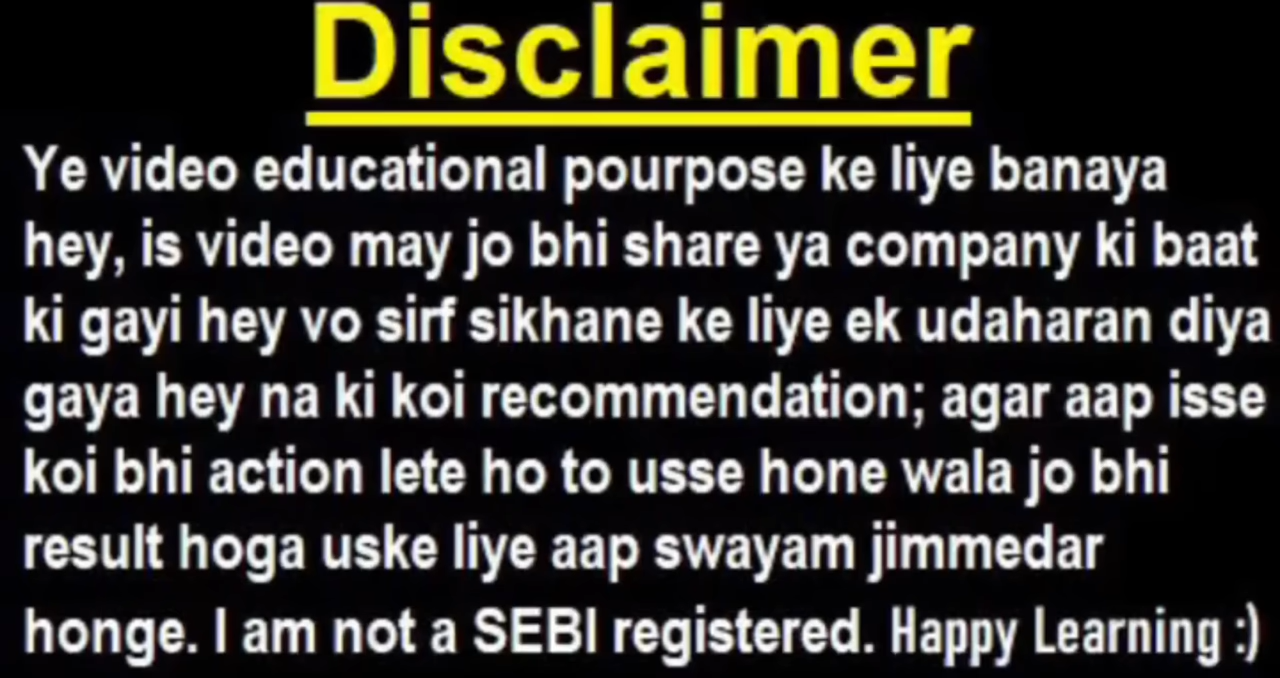 Disclaimer
Ye video educational pourpose ke liye banaya
hey, is video may jo bhi share ya company ki baat
ki gayi hey vo sirf sikhane ke liye ek udaharan diya
gaya hey na ki koi recommendation; agar aap isse
koi bhi action lete ho to usse hone wala jo bhi
result hoga uske liye aap swayam jimmedar
honge. I am not a SEBI registered. Happy Learning :)